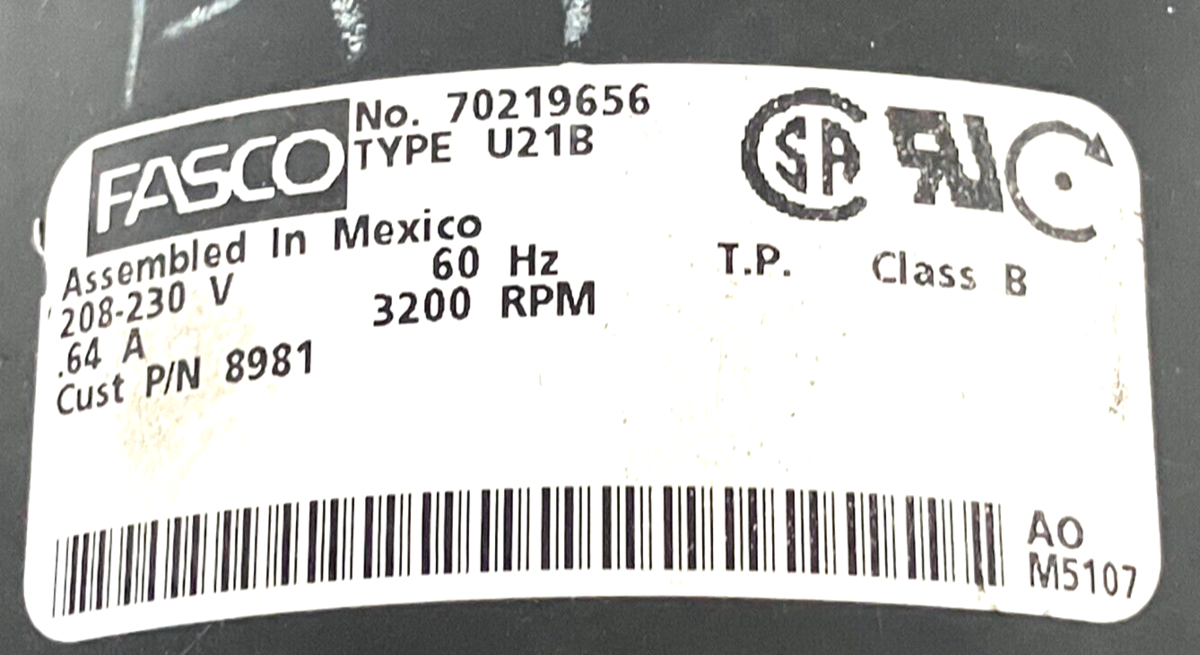 FASCO
No. 70219656
TYPE U21B
Assembled In Mexico
208-230 V 60 Hz
.64 A 3200 RPM
Cust P/N 8981
T.P. Class B
AO
M5107